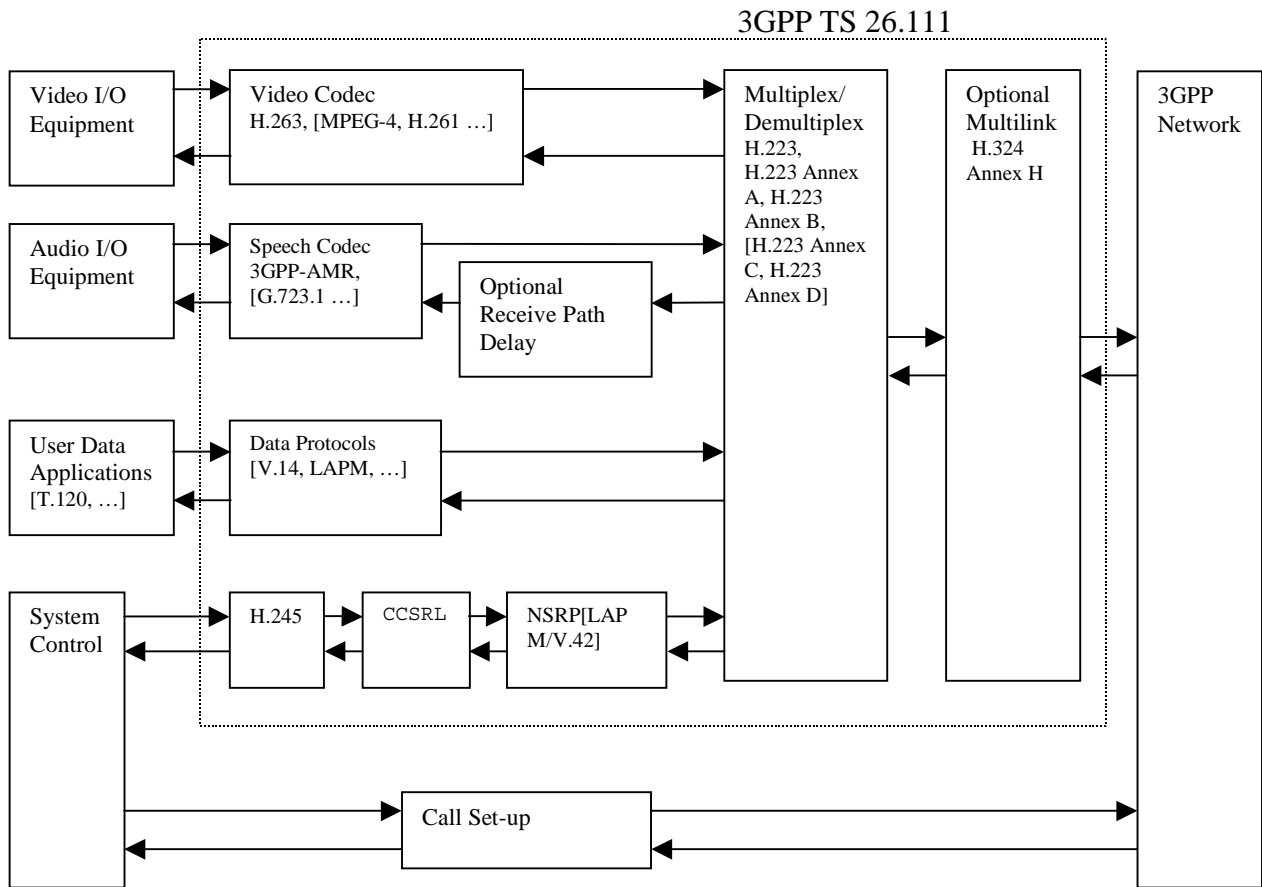 3GPP TS 26.111
Video I/O
Equipment
Video Codec
H.263, [MPEG-4, H.261 …]
Multiplex/
Demultiplex
H.223,
H.223 Annex
A, H.223
Annex B,
[H.223 Annex
C, H.223
Annex D]
Optional
Multilink
H.324
Annex H
3GPP
Network
Audio I/O
Equipment
Speech Codec
3GPP-AMR,
[G.723.1 …]
Optional
Receive Path
Delay
User Data
Applications
[T.120, …]
Data Protocols
[V.14, LAPM, …]
System
Control
H.245
CCSRL
NSRP[LAP
M/V.42]
Call Set-up